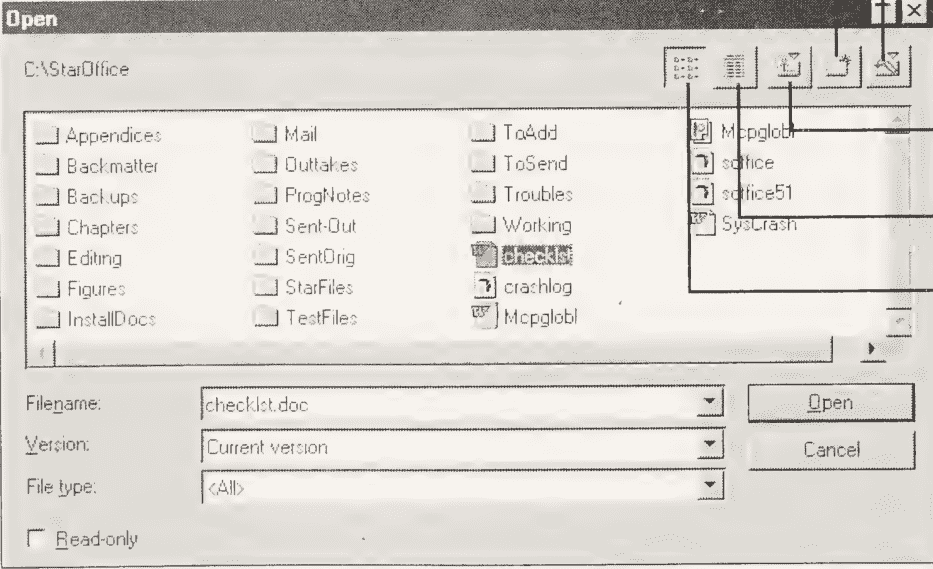 Open
C:\StarOffice
Appendices Mail ToAdd Mcpglobl
Backmatter Outtakes ToSend soffice
Backups ProgNotes Troubles soffice51
Chapters Sent-Out Working SysCrash
Editing SentOrig checklst
Figures StarFiles crashlog
InstallDocs TestFiles Mcpglobl
Filename: checklst.doc Open
Version: Current version Cancel
File type: <All>
Read-only